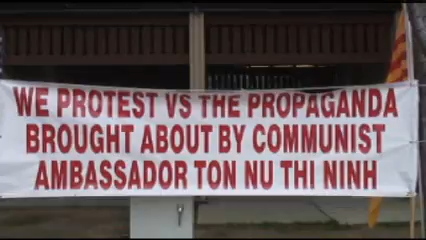 WE PROTEST VS THE PROPAGANDA
BROUGHT ABOUT BY COMMUNIST
AMBASSADOR TON NU THI NINH